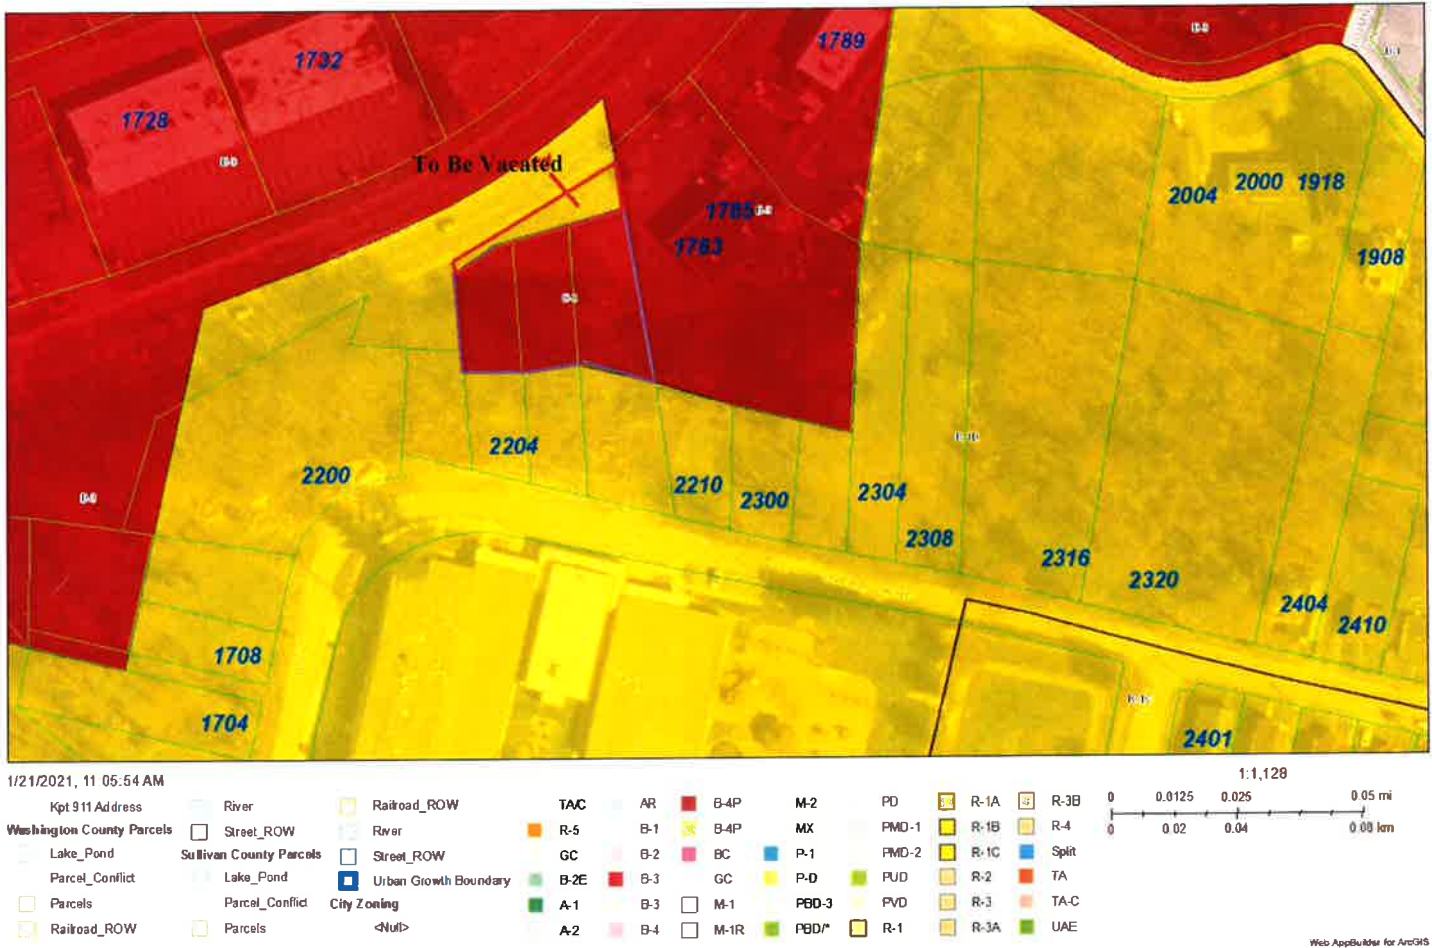 1732
1789
1728
To Be Vacated
2004 2000 1918
1785
1763
1908
2204
2200
2210
2300
2304
2308
2316
2320
2404
2410
1708
1704
2401
1/21/2021, 11 05:54 AM
1:1,128
Kpt 911 Address
Washington County Parcels
Lake_Pond
Parcel_Conflict
Parcels
Railroad_ROW
River
Street_ROW
Sullivan County Parcels
Lake_Pond
Parcel_Conflict
Parcels
Railroad_ROW
River
Street_ROW
Urban Growth Boundary
City Zoning
<Null>
TA/C
R-5
GC
B-2E
A-1
A-2
AR
B-1
B-2
B-3
B-3
B-4
B-4P
B-4P
BC
GC
M-1
M-1R
M-2
MX
P-1
P-D
PBD-3
PBD/*
PD
PMD-1
PMD-2
PUD
PVD
R-1
R-1A
R-1B
R-1C
R-2
R-3
R-3A
R-3B
R-4
Split
TA
TA-C
UAE
0 0.0125 0.025 0.05 mi
0 0.02 0.04 0.08 km
Web AppBuilder for ArcGIS